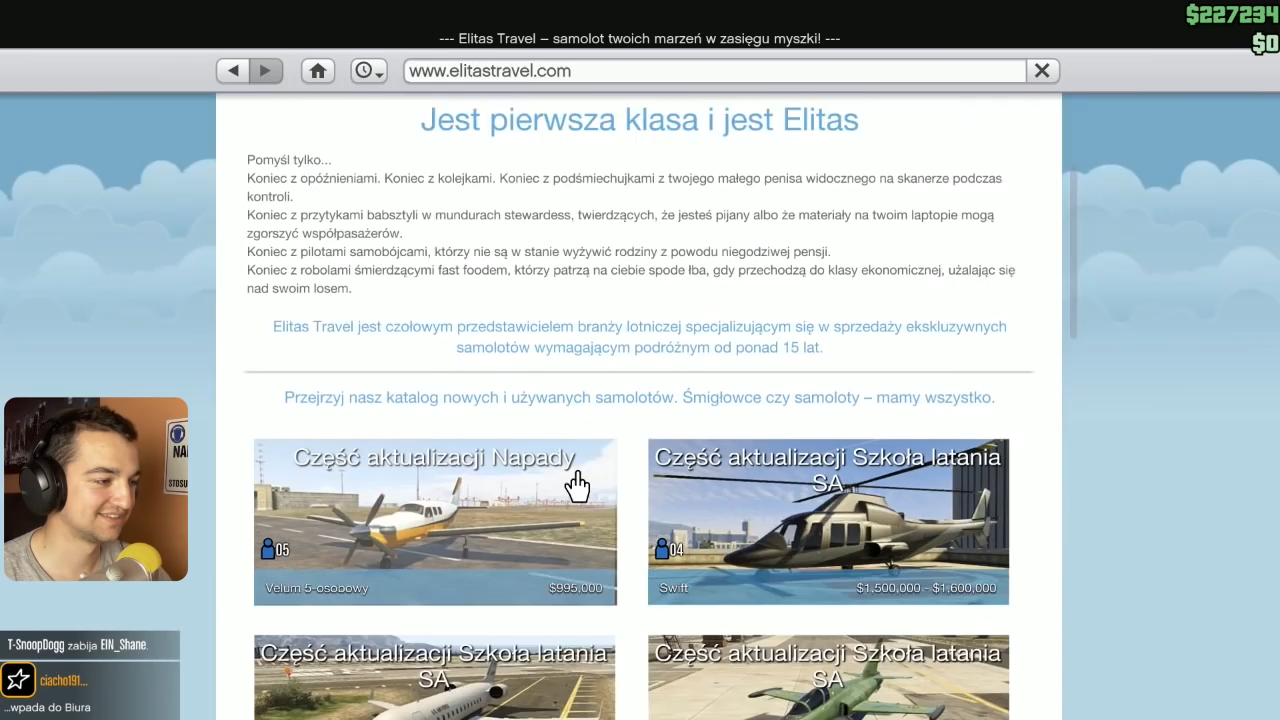 $227234
--- Elitas Travel – samolot twoich marzeń w zasięgu myszki! ---
$0
www.elitastravel.com
Jest pierwsza klasa i jest Elitas
Pomyśl tylko...
Koniec z opóźnieniami. Koniec z kolejkami. Koniec z podśmiechujkami z twojego małego penisa widocznego na skanerze podczas
kontroli.
Koniec z przytykami babsztyli w mundurach stewardess, twierdzących, że jesteś pijany albo że materiały na twoim laptopie mogą
zgorszyć współpasażerów.
Koniec z pilotami samobójcami, którzy nie są w stanie wyżywić rodziny z powodu niegodziwej pensji.
Koniec z robolami śmierdzącymi fast foodem, którzy patrzą na ciebie spode łba, gdy przechodzą do klasy ekonomicznej, użalając się
nad swoim losem.
Elitas Travel jest czołowym przedstawicielem branży lotniczej specjalizującym się w sprzedaży ekskluzywnych
samolotów wymagającym podróżnym od ponad 15 lat.
Przejrzyj nasz katalog nowych i używanych samolotów. Śmigłowce czy samoloty – mamy wszystko.
Część aktualizacji Napady
05
Velum 5-osobowy $995,000
Część aktualizacji Szkoła latania
SA
04
Swift $1,500,000 - $1,600,000
Część aktualizacji Szkoła latania
SA
Część aktualizacji Szkoła latania
SA
NA
STOSU
T-SnoopDogg zabija EIN_Shane.
ciacho191...
...wpada do Biura